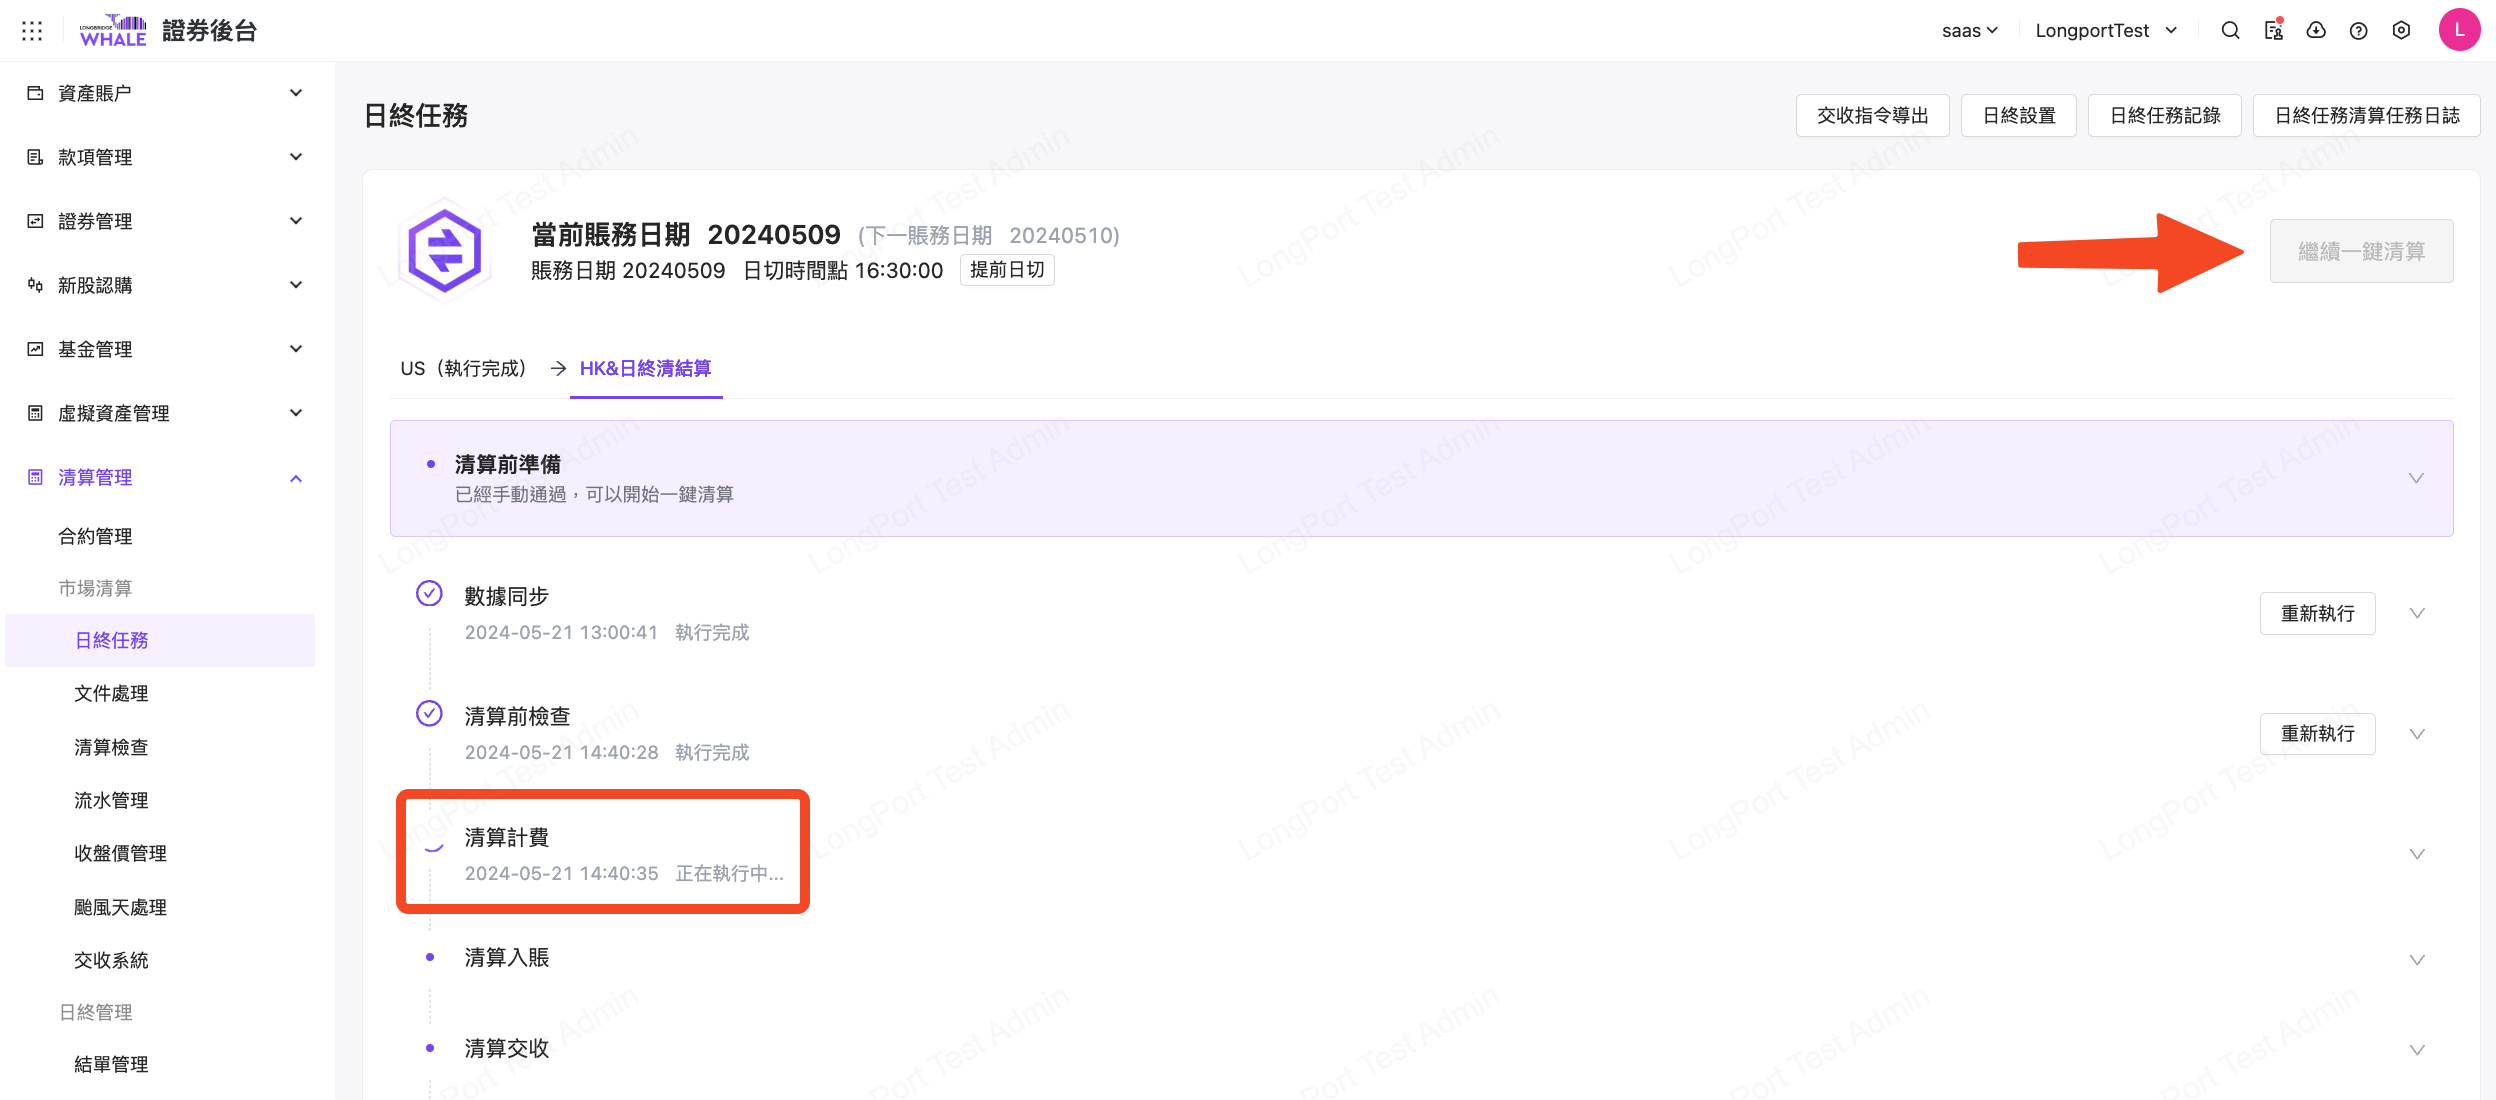 LONGBRIDGE
WHALE
證券後台
saas
LongportTest
L
資產賬户
款項管理
證券管理
新股認購
基金管理
虛擬資產管理
清算管理
合約管理
市場清算
日終任務
文件處理
清算檢查
流水管理
收盤價管理
颱風天處理
交收系統
日終管理
結單管理
日終任務
交收指令導出
日終設置
日終任務記錄
日終任務清算任務日誌
當前賬務日期 20240509 (下一賬務日期 20240510)
賬務日期 20240509 日切時間點 16:30:00 提前日切
繼續一鍵清算
US（執行完成） → HK&日終清結算
清算前準備
已經手動通過，可以開始一鍵清算
數據同步
2024-05-21 13:00:41 執行完成
重新執行
清算前檢查
2024-05-21 14:40:28 執行完成
重新執行
清算計費
2024-05-21 14:40:35 正在執行中...
清算入賬
清算交收
LongPort Test Admin